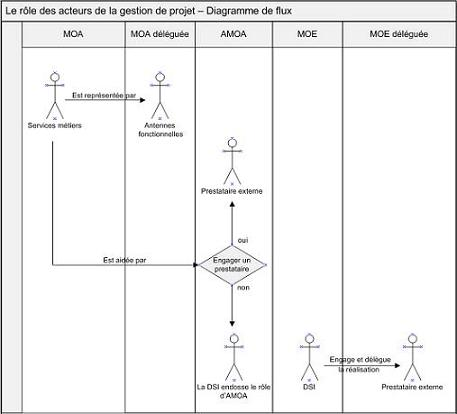 Le rôle des acteurs de la gestion de projet – Diagramme de flux
MOA
MOA déléguée
AMOA
MOE
MOE déléguée
Est représentée par
Services métiers
Antennes
fonctionnelles
Prestataire externe
oui
Est aidée par
Engager un
prestataire
non
La DSI endosse le rôle
d'AMOA
DSI
Engage et délègue
la réalisation
Prestataire externe